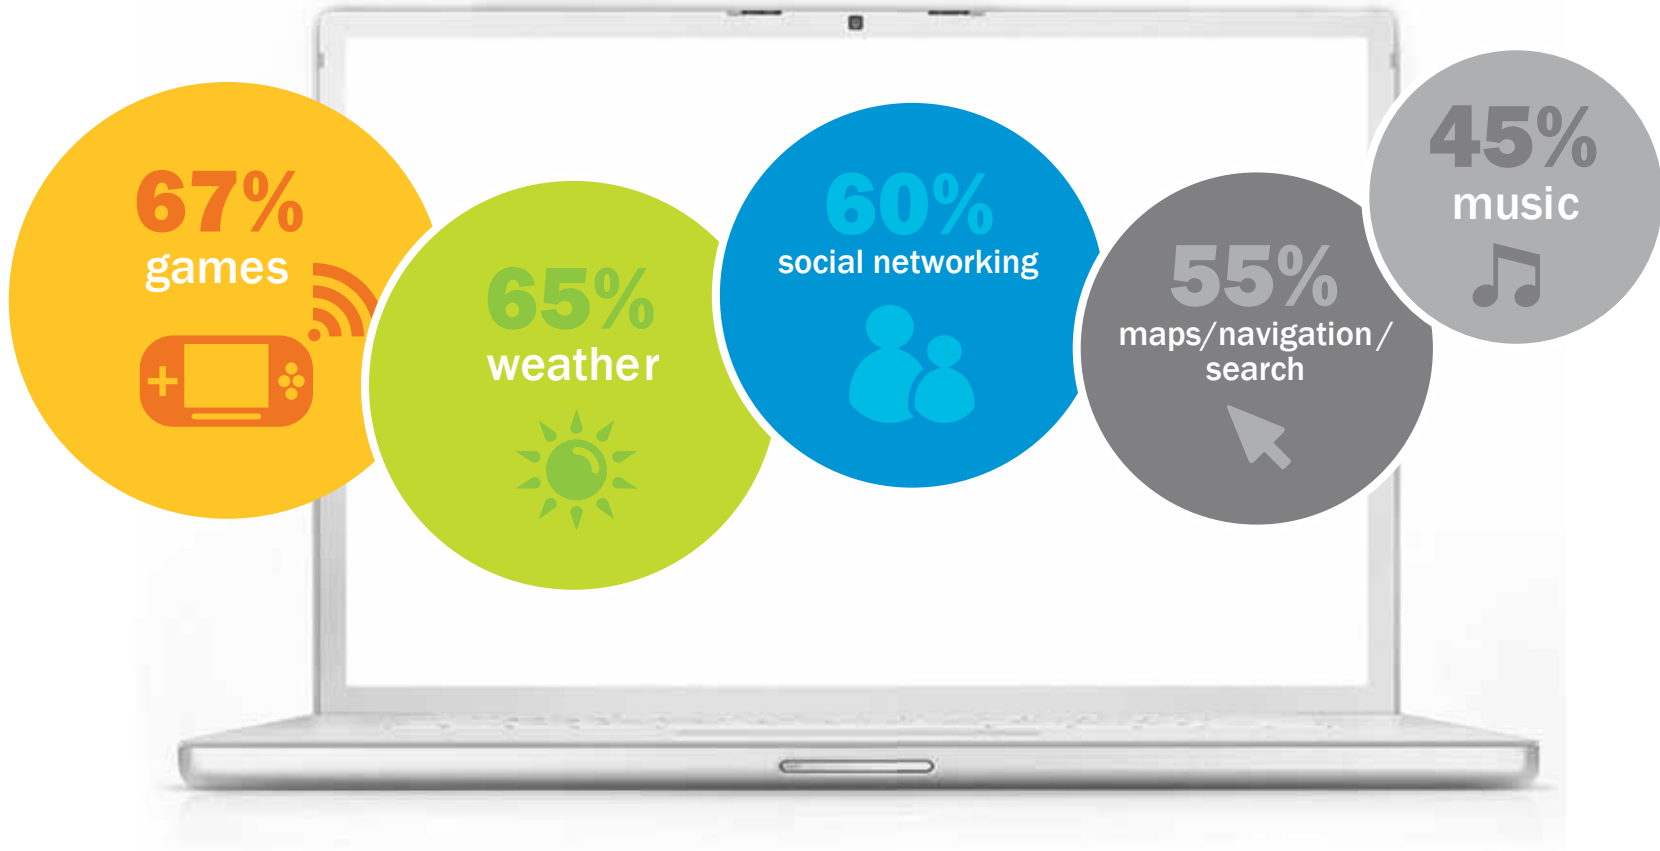 67%
games
65%
weather
60%
social networking
55%
maps/navigation/
search
45%
music